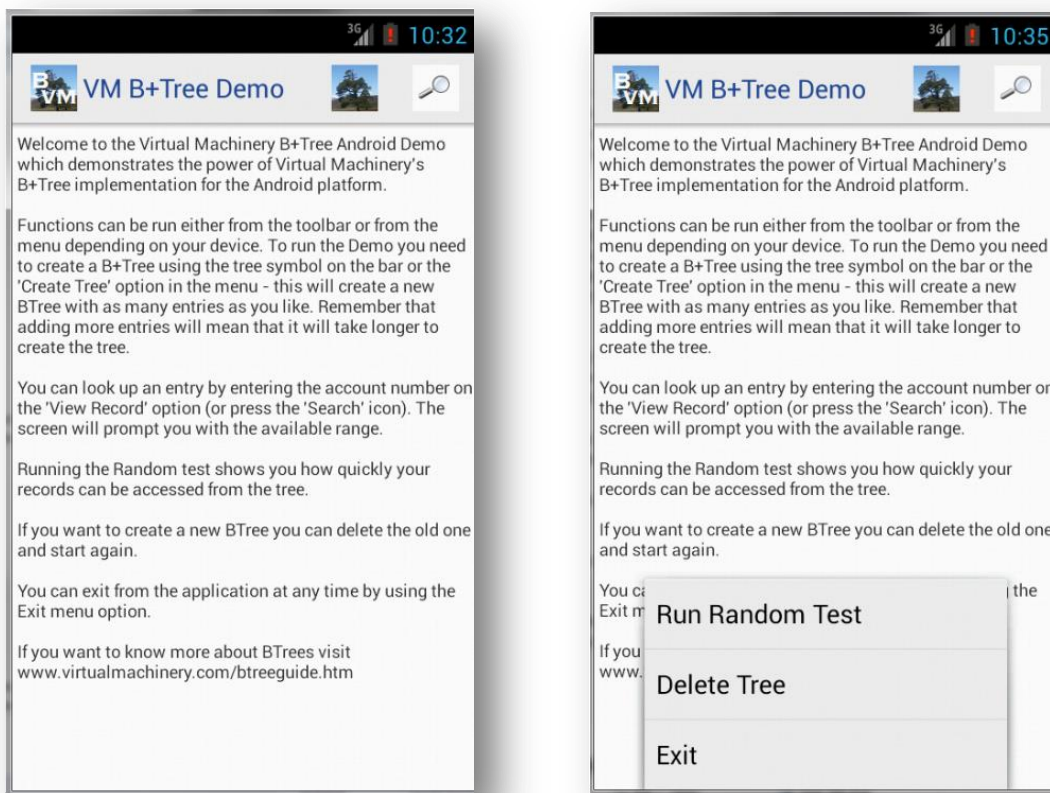 3G 10:32
B VM VM B+Tree Demo
Welcome to the Virtual Machinery B+Tree Android Demo
which demonstrates the power of Virtual Machinery's
B+Tree implementation for the Android platform.
Functions can be run either from the toolbar or from the
menu depending on your device. To run the Demo you need
to create a B+Tree using the tree symbol on the bar or the
'Create Tree' option in the menu - this will create a new
BTree with as many entries as you like. Remember that
adding more entries will mean that it will take longer to
create the tree.
You can look up an entry by entering the account number on
the 'View Record' option (or press the 'Search' icon). The
screen will prompt you with the available range.
Running the Random test shows you how quickly your
records can be accessed from the tree.
If you want to create a new BTree you can delete the old one
and start again.
You can exit from the application at any time by using the
Exit menu option.
If you want to know more about BTrees visit
www.virtualmachinery.com/btreeguide.htm
3G 10:35
B VM VM B+Tree Demo
Welcome to the Virtual Machinery B+Tree Android Demo
which demonstrates the power of Virtual Machinery's
B+Tree implementation for the Android platform.
Functions can be run either from the toolbar or from the
menu depending on your device. To run the Demo you need
to create a B+Tree using the tree symbol on the bar or the
'Create Tree' option in the menu - this will create a new
BTree with as many entries as you like. Remember that
adding more entries will mean that it will take longer to
create the tree.
You can look up an entry by entering the account number or
the 'View Record' option (or press the 'Search' icon). The
screen will prompt you with the available range.
Running the Random test shows you how quickly your
records can be accessed from the tree.
If you want to create a new BTree you can delete the old one
and start again.
You ca the
Exit m
If you
www.
Run Random Test
Delete Tree
Exit